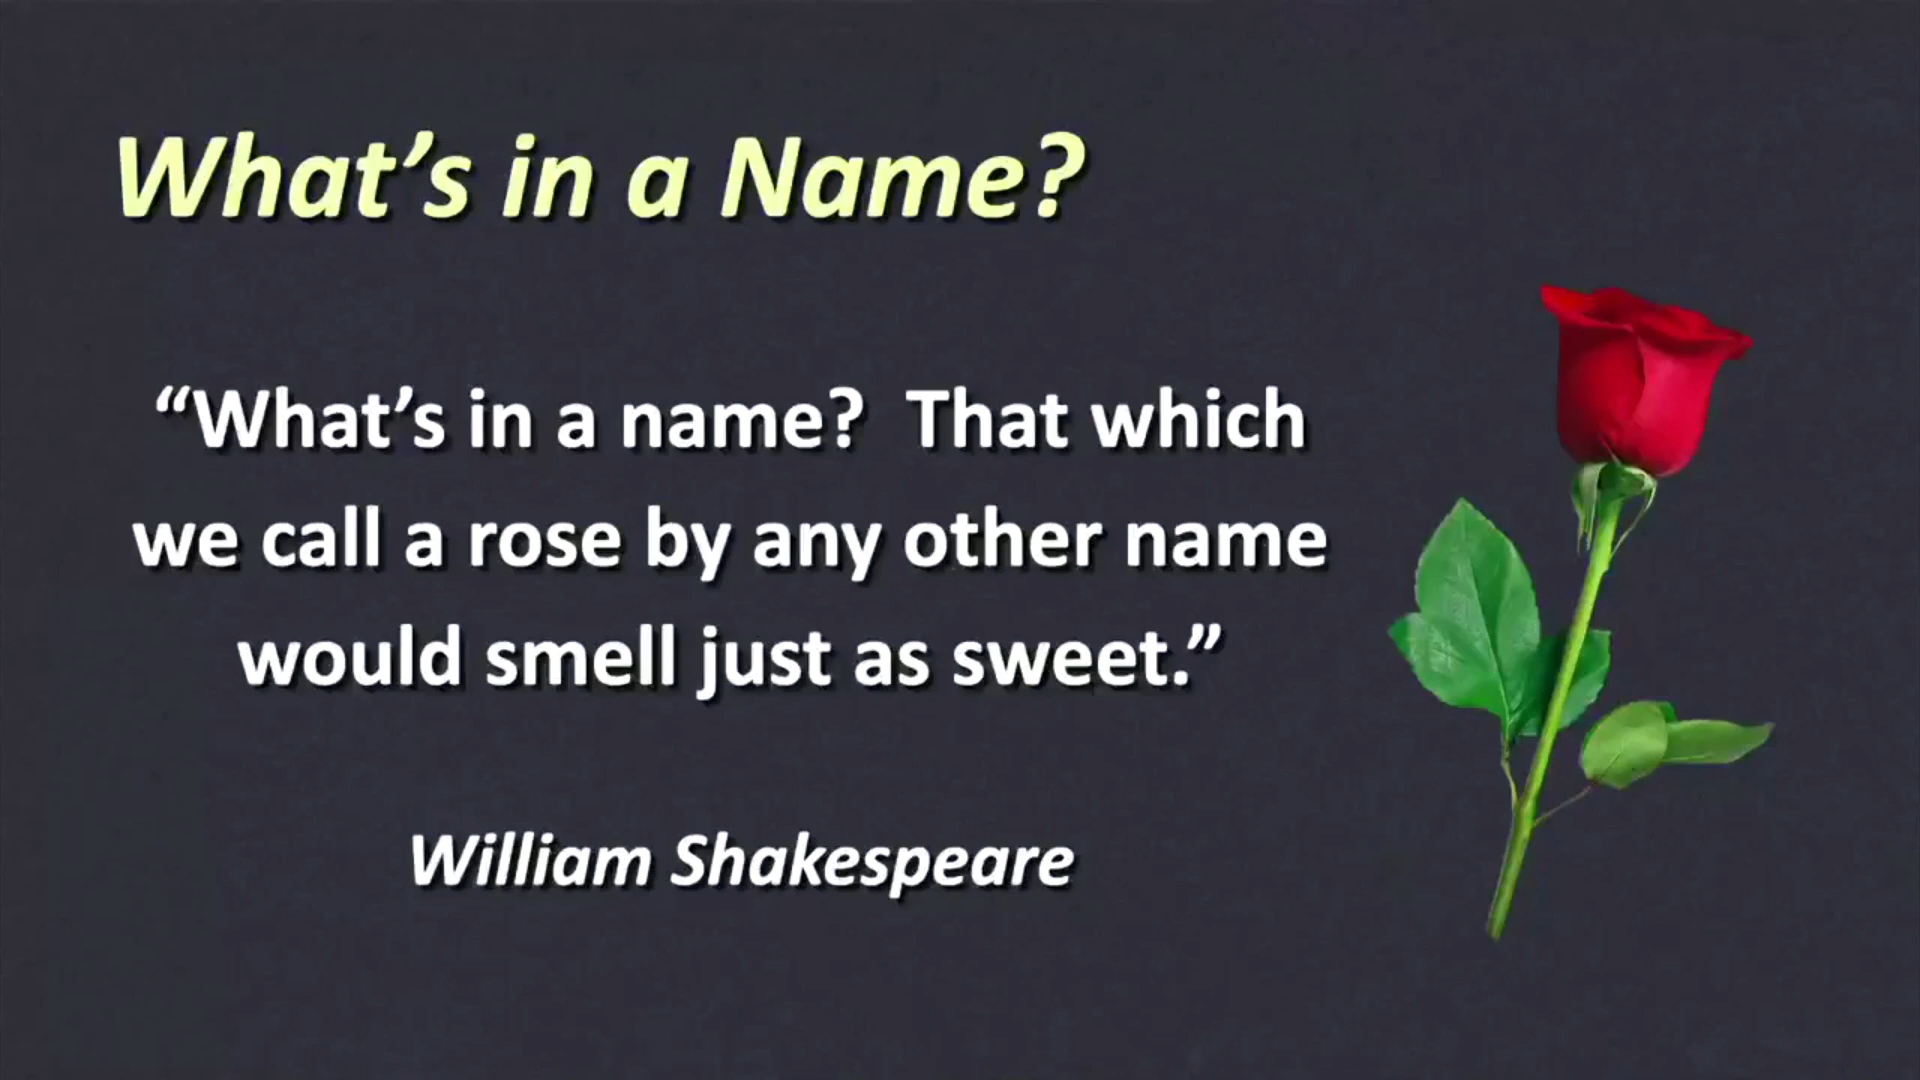 What’s in a Name?
“What’s in a name?  That which
we call a rose by any other name
would smell just as sweet.”
William Shakespeare